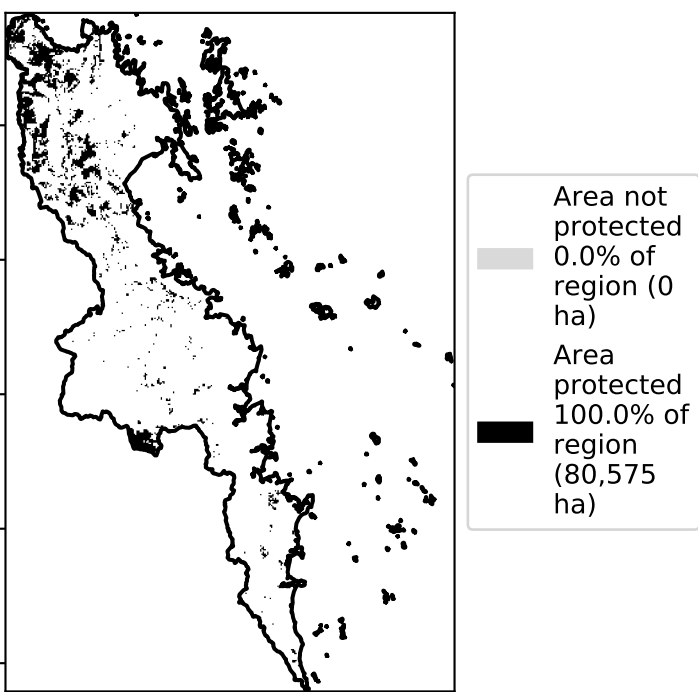 Area not
protected
0.0% of
region (0
ha)
Area
protected
100.0% of
region
(80,575
ha)